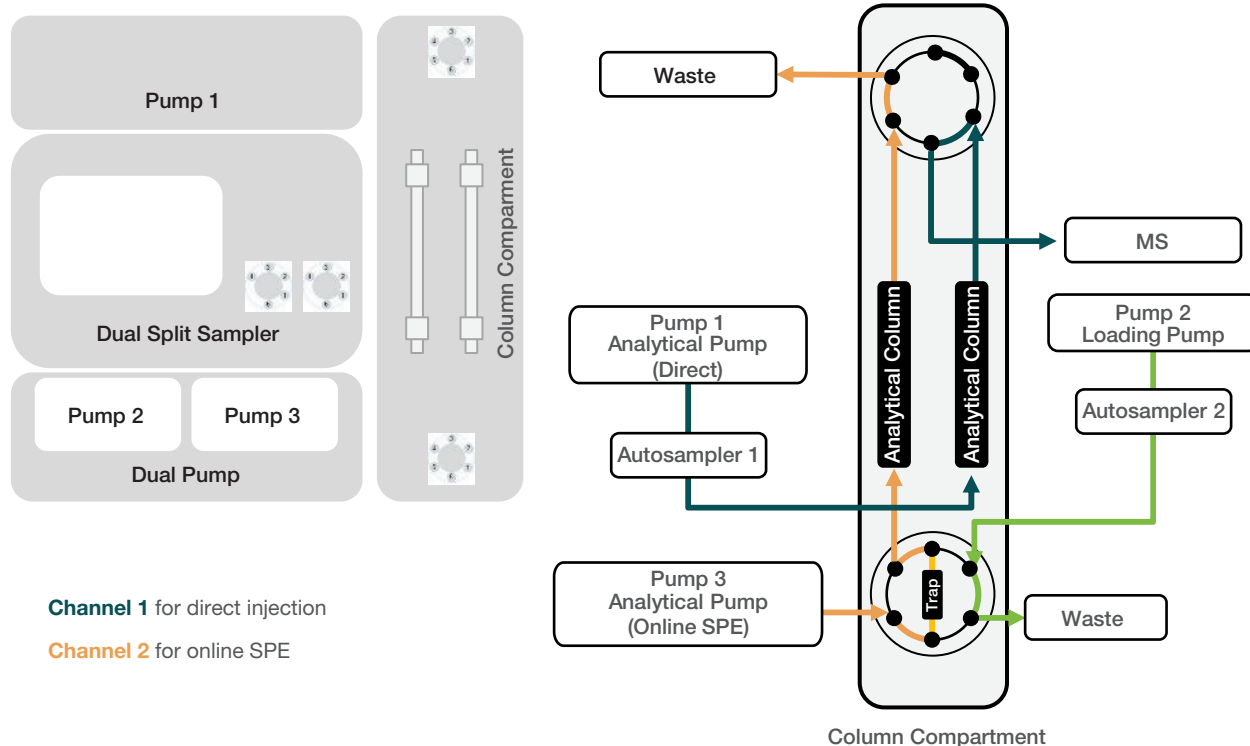 Pump 1
Dual Split Sampler
Pump 2
Pump 3
Dual Pump
Column Comparment
Channel 1 for direct injection
Channel 2 for online SPE
Waste
MS
Pump 1
Analytical Pump
(Direct)
Autosampler 1
Analytical Column
Analytical Column
Pump 2
Loading Pump
Autosampler 2
Pump 3
Analytical Pump
(Online SPE)
Trap
Waste
Column Compartment